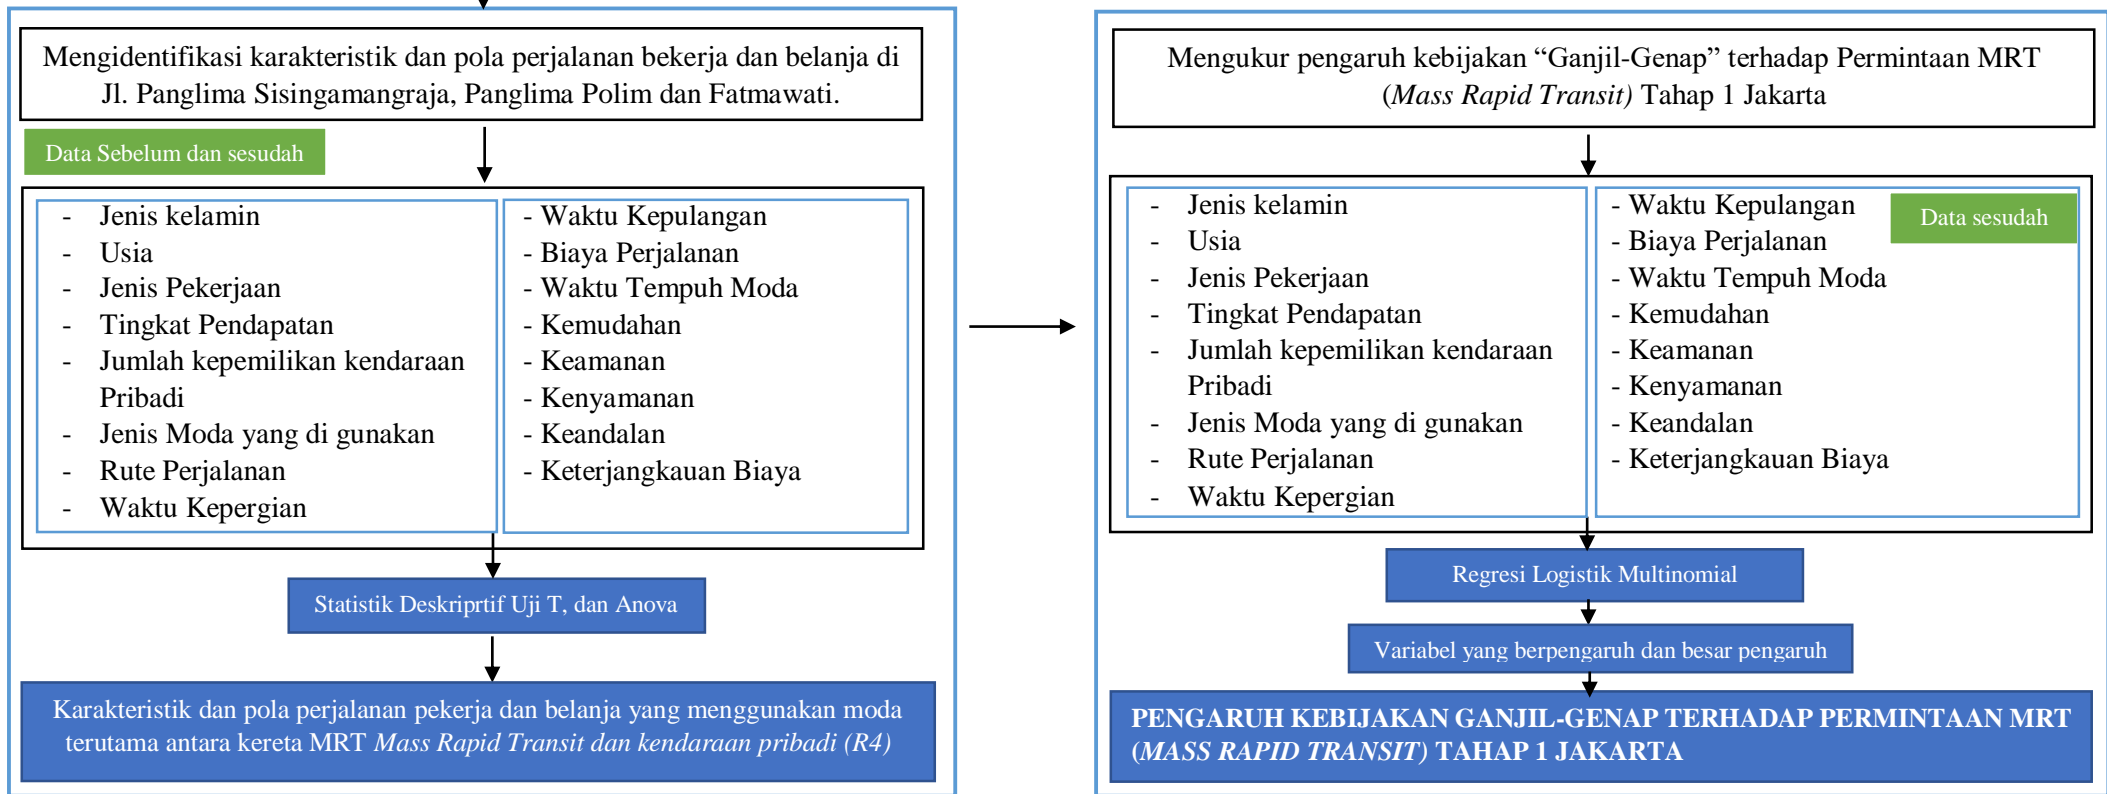 Mengidentifikasi karakteristik dan pola perjalanan bekerja dan belanja di
Jl. Panglima Sisingamangraja, Panglima Polim dan Fatmawati.
Data Sebelum dan sesudah
- Jenis kelamin
- Usia
- Jenis Pekerjaan
- Tingkat Pendapatan
- Jumlah kepemilikan kendaraan
Pribadi
- Jenis Moda yang di gunakan
- Rute Perjalanan
- Waktu Kepergian
- Waktu Kepulangan
- Biaya Perjalanan
- Waktu Tempuh Moda
- Kemudahan
- Keamanan
- Kenyamanan
- Keandalan
- Keterjangkauan Biaya
Statistik Deskriprtif Uji T, dan Anova
Karakteristik dan pola perjalanan pekerja dan belanja yang menggunakan moda
terutama antara kereta MRT Mass Rapid Transit dan kendaraan pribadi (R4)
Mengukur pengaruh kebijakan “Ganjil-Genap” terhadap Permintaan MRT
(Mass Rapid Transit) Tahap 1 Jakarta
- Jenis kelamin
- Usia
- Jenis Pekerjaan
- Tingkat Pendapatan
- Jumlah kepemilikan kendaraan
Pribadi
- Jenis Moda yang di gunakan
- Rute Perjalanan
- Waktu Kepergian
- Waktu Kepulangan
Data sesudah
- Biaya Perjalanan
- Waktu Tempuh Moda
- Kemudahan
- Keamanan
- Kenyamanan
- Keandalan
- Keterjangkauan Biaya
Regresi Logistik Multinomial
Variabel yang berpengaruh dan besar pengaruh
PENGARUH KEBIJAKAN GANJIL-GENAP TERHADAP PERMINTAAN MRT
(MASS RAPID TRANSIT) TAHAP 1 JAKARTA